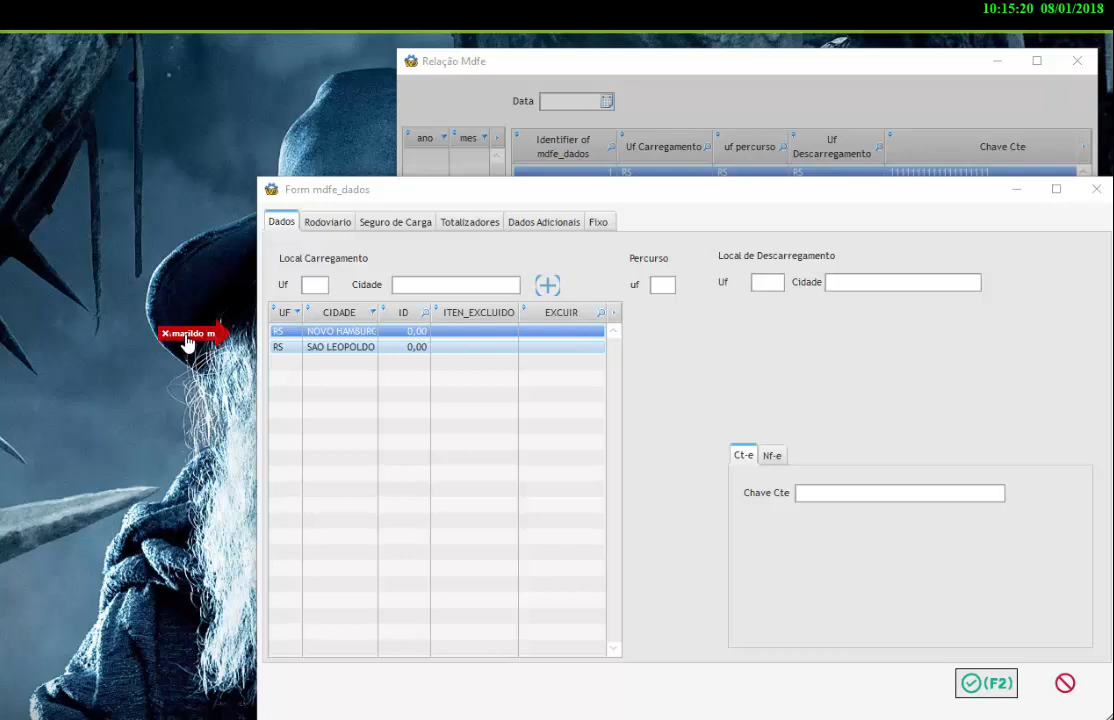 10:15:20 08/01/2018
Relação Mdfe
Data
ano mes
Identifier of mdfe_dados
Uf Carregamento
uf percurso
Uf Descarregamento
Chave Cte
1 RS RS RS
Form mdfe_dados
Dados Rodoviario Seguro de Carga Totalizadores Dados Adicionais Fixo
Local Carregamento
Percurso
Local de Descarregamento
Uf Cidade
uf
Uf Cidade
UF CIDADE ID ITEN_EXCLUIDO EXCUIR
RS NOVO HAMBURG 0,00
RS SAO LEOPOLDO 0,00
X.marildo m
Ct-e Nf-e
Chave Cte
(F2)